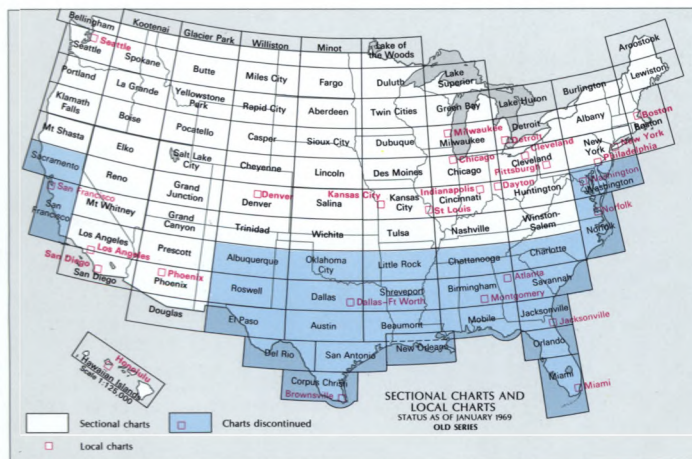 Bellingham
Kootenai
Glacier Park
Williston
Minot
Lake of
the Woods
Aroostook
Seattle
Seattle
Spokane
Butte
Miles City
Fargo
Duluth
Lake
Superior
Lewiston
Portland
La Grande
Yellowstone
Park
Rapid City
Aberdeen
Twin Cities
Green Bay
Lake Huron
Burlington
Albany
Boston
Boston
Klamath
Falls
Boise
Pocatello
Casper
Sioux City
Dubuque
Milwaukee
Milwaukee
Detroit
Detroit
Cleveland
Cleveland
New
York
New York
Philadelphia
Mt Shasta
Elko
Salt Lake
City
Cheyenne
Lincoln
Des Moines
Chicago
Chicago
Pittsburgh
Sacramento
Reno
Grand
Junction
Denver
Denver
Salina
Kansas City
Kansas
City
Indianapolis
Cincinnati
Dayton
Huntington
Washington
Washington
San Francisco
San
Francisco
Mt Whitney
Grand
Canyon
Trinidad
Wichita
Tulsa
St Louis
Nashville
Winston-
Salem
Norfolk
Norfolk
Los Angeles
Los Angeles
Prescott
Albuquerque
Oklahoma
City
Little Rock
Chattanooga
Charlotte
San Diego
San Diego
Phoenix
Phoenix
Roswell
Dallas
Dallas-Ft Worth
Shreveport
Birmingham
Montgomery
Atlanta
Savannah
Douglas
El Paso
Austin
Beaumont
Mobile
Jacksonville
Jacksonville
Del Rio
San Antonio
New Orleans
Orlando
Corpus Christi
Brownsville
Miami
Miami
Honolulu
Hawaiian Islands
Scale 1:125,000
SECTIONAL CHARTS AND
LOCAL CHARTS
STATUS AS OF JANUARY 1969
OLD SERIES
Sectional charts
Charts discontinued
Local charts